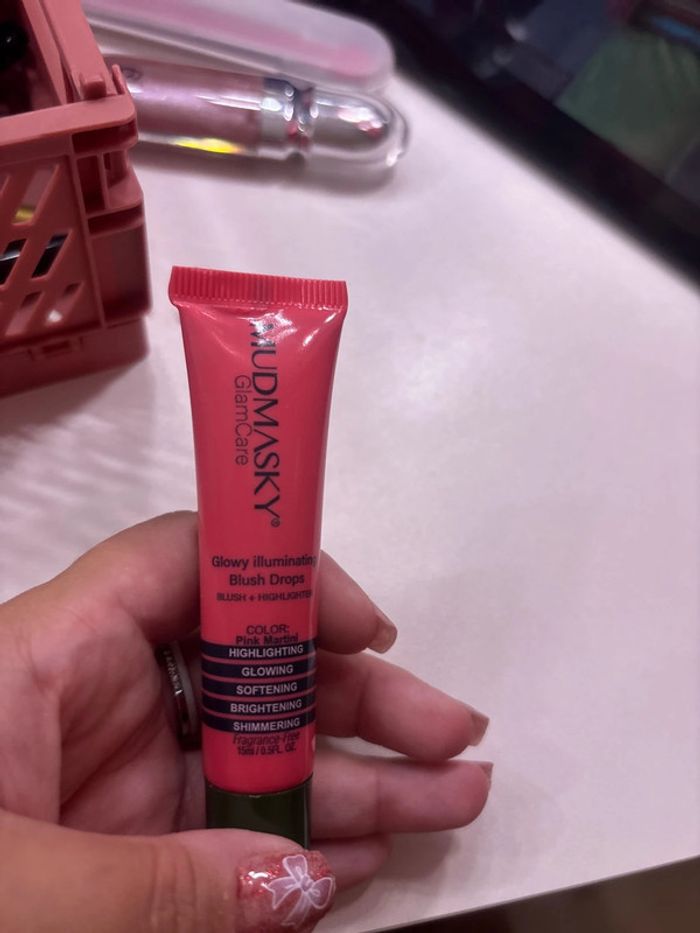 MUDMASKY®
GlamCare
Glowy illuminating
Blush Drops
BLUSH + HIGHLIGHTER
COLOR:
Pink Martini
HIGHLIGHTING
GLOWING
SOFTENING
BRIGHTENING
SHIMMERING
Fragrance-Free
15ml / 0.5FL. OZ.